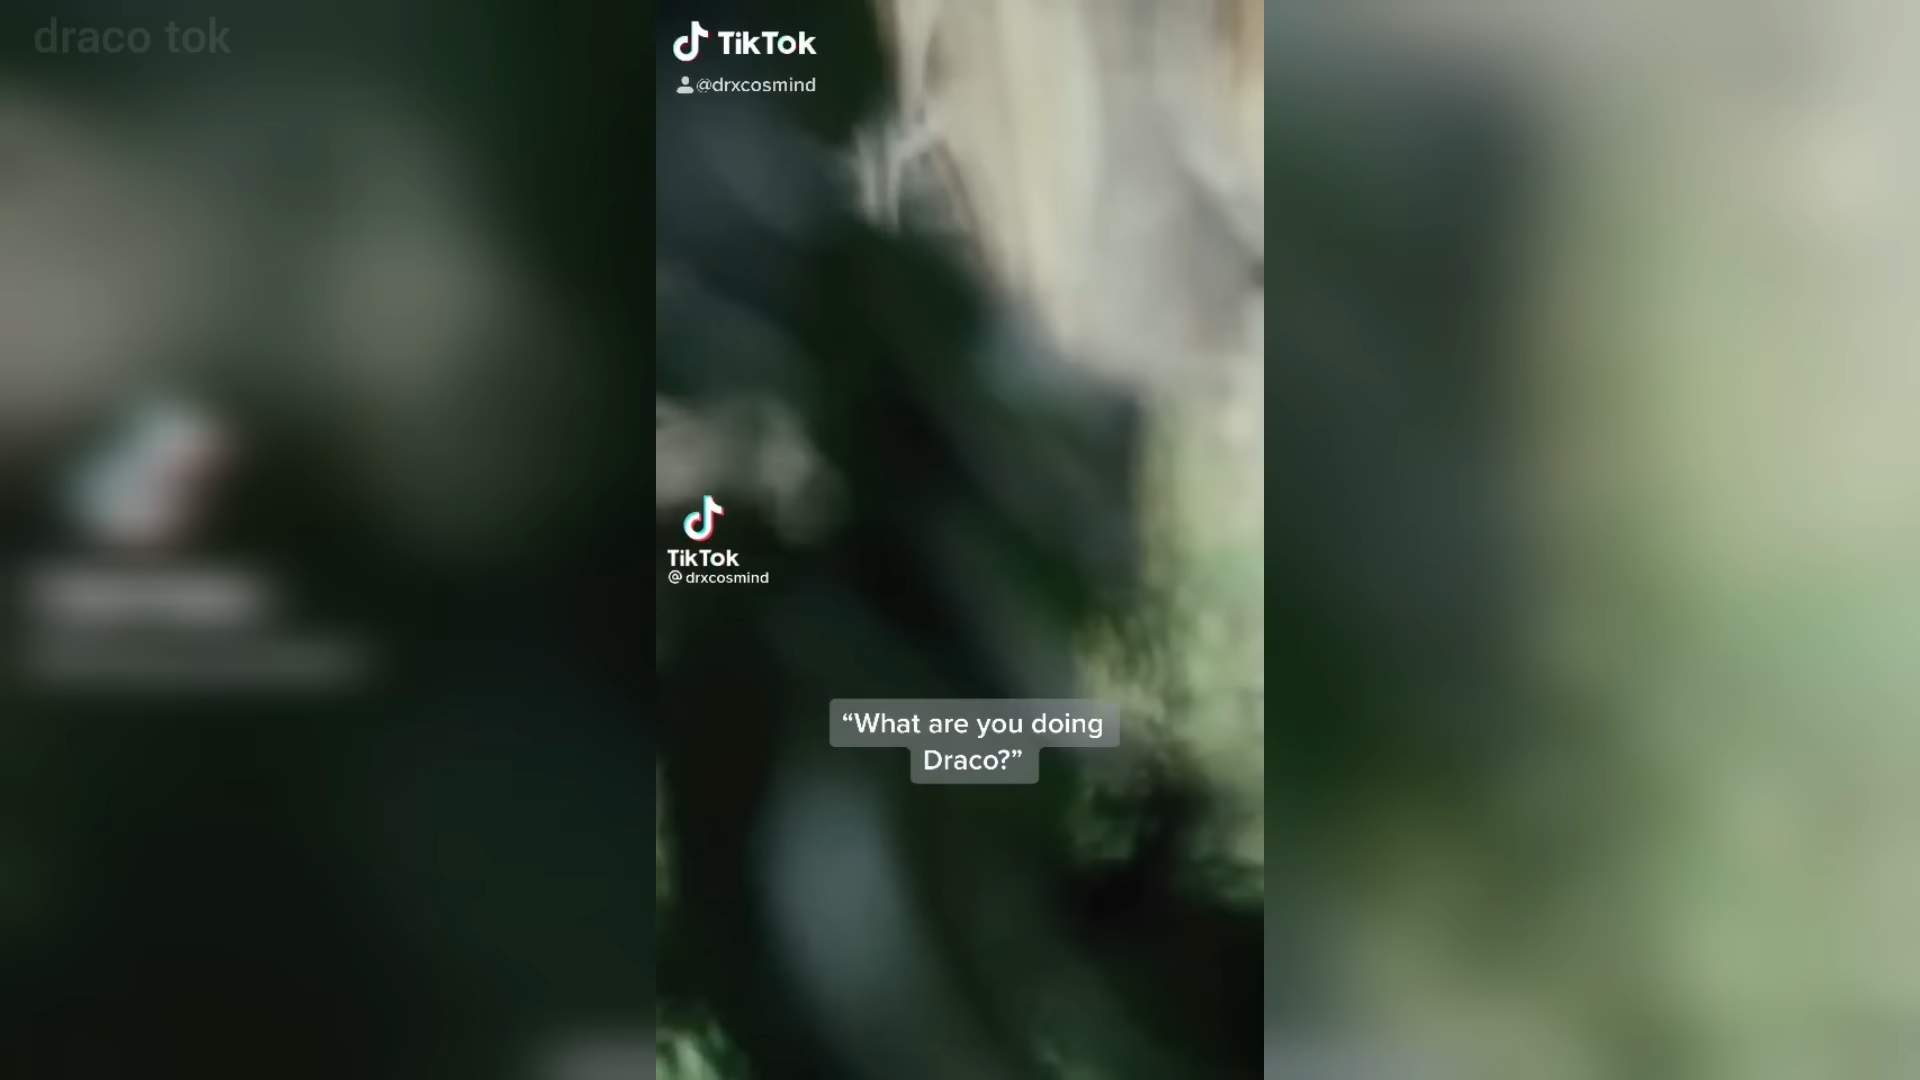 draco tok
TikTok
@drxcosmind
TikTok
@drxcosmind
“What are you doing
Draco?”